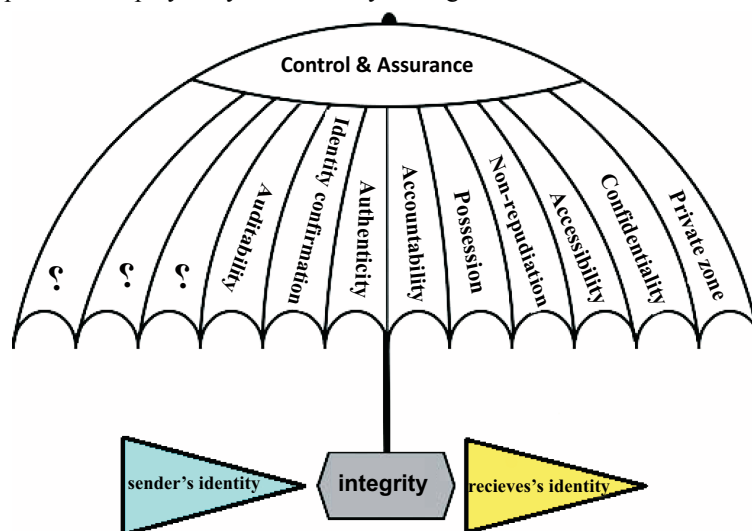 Control & Assurance
؟
؟
؟
Auditability
Identity confirmation
Authenticity
Accountability
Possession
Non-repudiation
Accessibility
Confidentiality
Private zone
sender's identity
integrity
recieves's identity